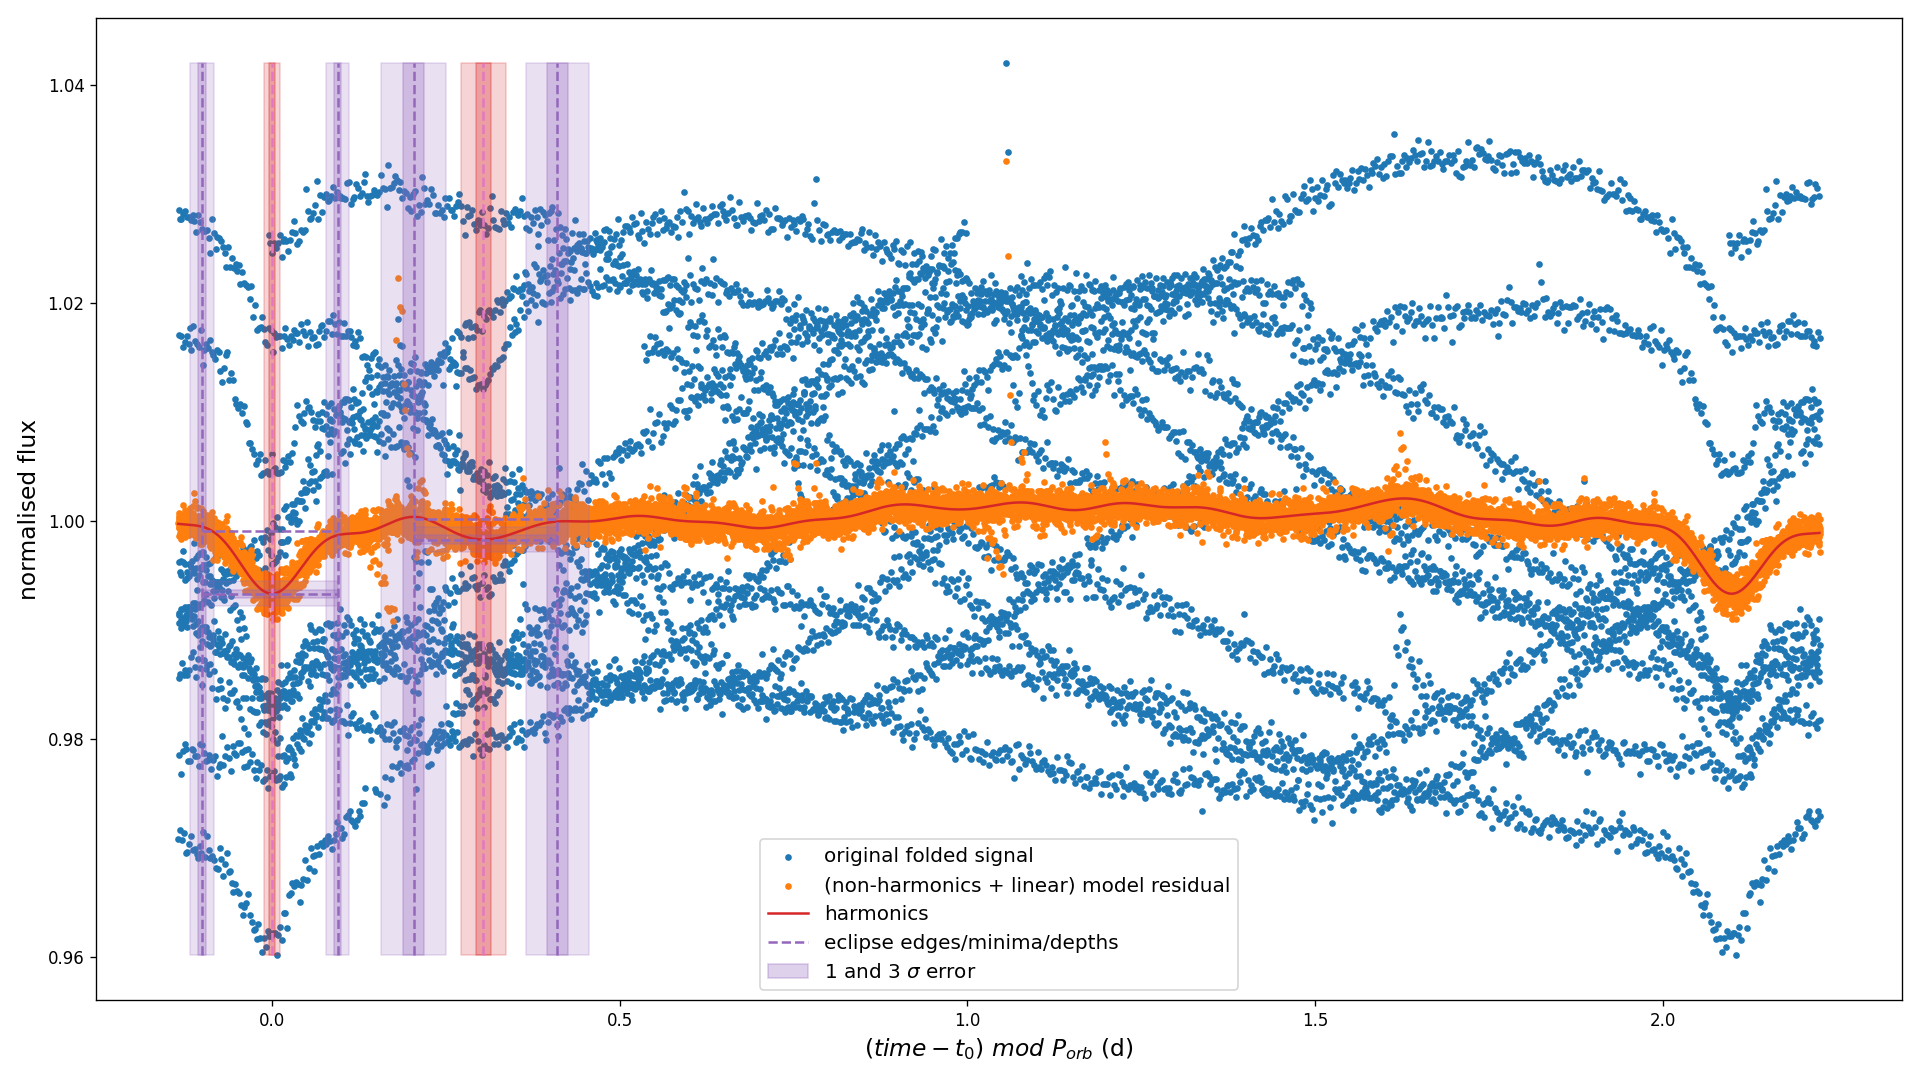 1.04
1.02
1.00
0.98
0.96
normalised flux
original folded signal
(non-harmonics + linear) model residual
harmonics
eclipse edges/minima/depths
1 and 3 σ error
0.0 0.5 1.0 1.5 2.0
(time − t₀) mod P_orb (d)